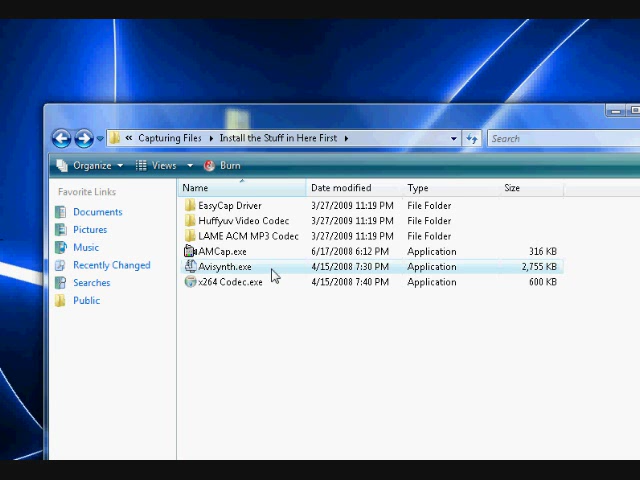 « Capturing Files ▸ Install the Stuff in Here First ▸ Search
Organize Views Burn
Favorite Links
Documents
Pictures
Music
Recently Changed
Searches
Public
Name Date modified Type Size
EasyCap Driver 3/27/2009 11:19 PM File Folder
Huffyuv Video Codec 3/27/2009 11:19 PM File Folder
LAME ACM MP3 Codec 3/27/2009 11:19 PM File Folder
AMCap.exe 6/17/2008 6:12 PM Application 316 KB
Avisynth.exe 4/15/2008 7:30 PM Application 2,755 KB
x264 Codec.exe 4/15/2008 7:40 PM Application 600 KB